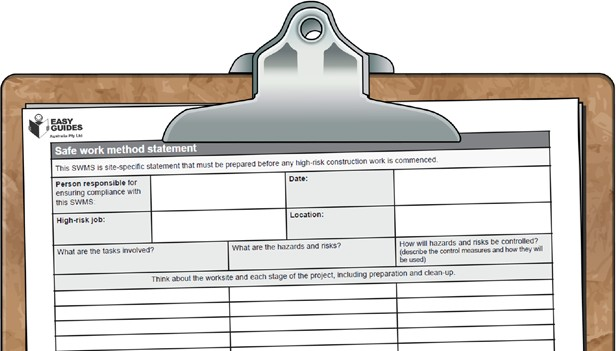 EASY
GUIDES
Australia Pty Ltd
Safe work method statement
This SWMS is site-specific statement that must be prepared before any high-risk construction work is commenced.
Person responsible for
ensuring compliance with
this SWMS:
Date:
High-risk job:
Location:
What are the tasks involved?
What are the hazards and risks?
How will hazards and risks be controlled?
(describe the control measures and how they will
be used)
Think about the worksite and each stage of the project, including preparation and clean-up.